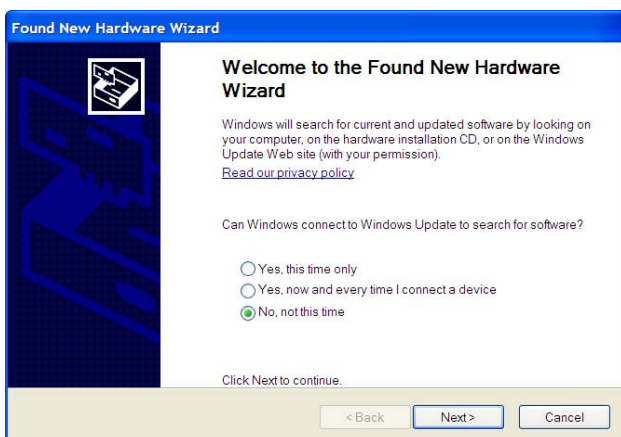 Found New Hardware Wizard
Welcome to the Found New Hardware
Wizard
Windows will search for current and updated software by looking on
your computer, on the hardware installation CD, or on the Windows
Update Web site (with your permission).
Read our privacy policy
Can Windows connect to Windows Update to search for software?
Yes, this time only
Yes, now and every time I connect a device
No, not this time
Click Next to continue.
< Back
Next >
Cancel